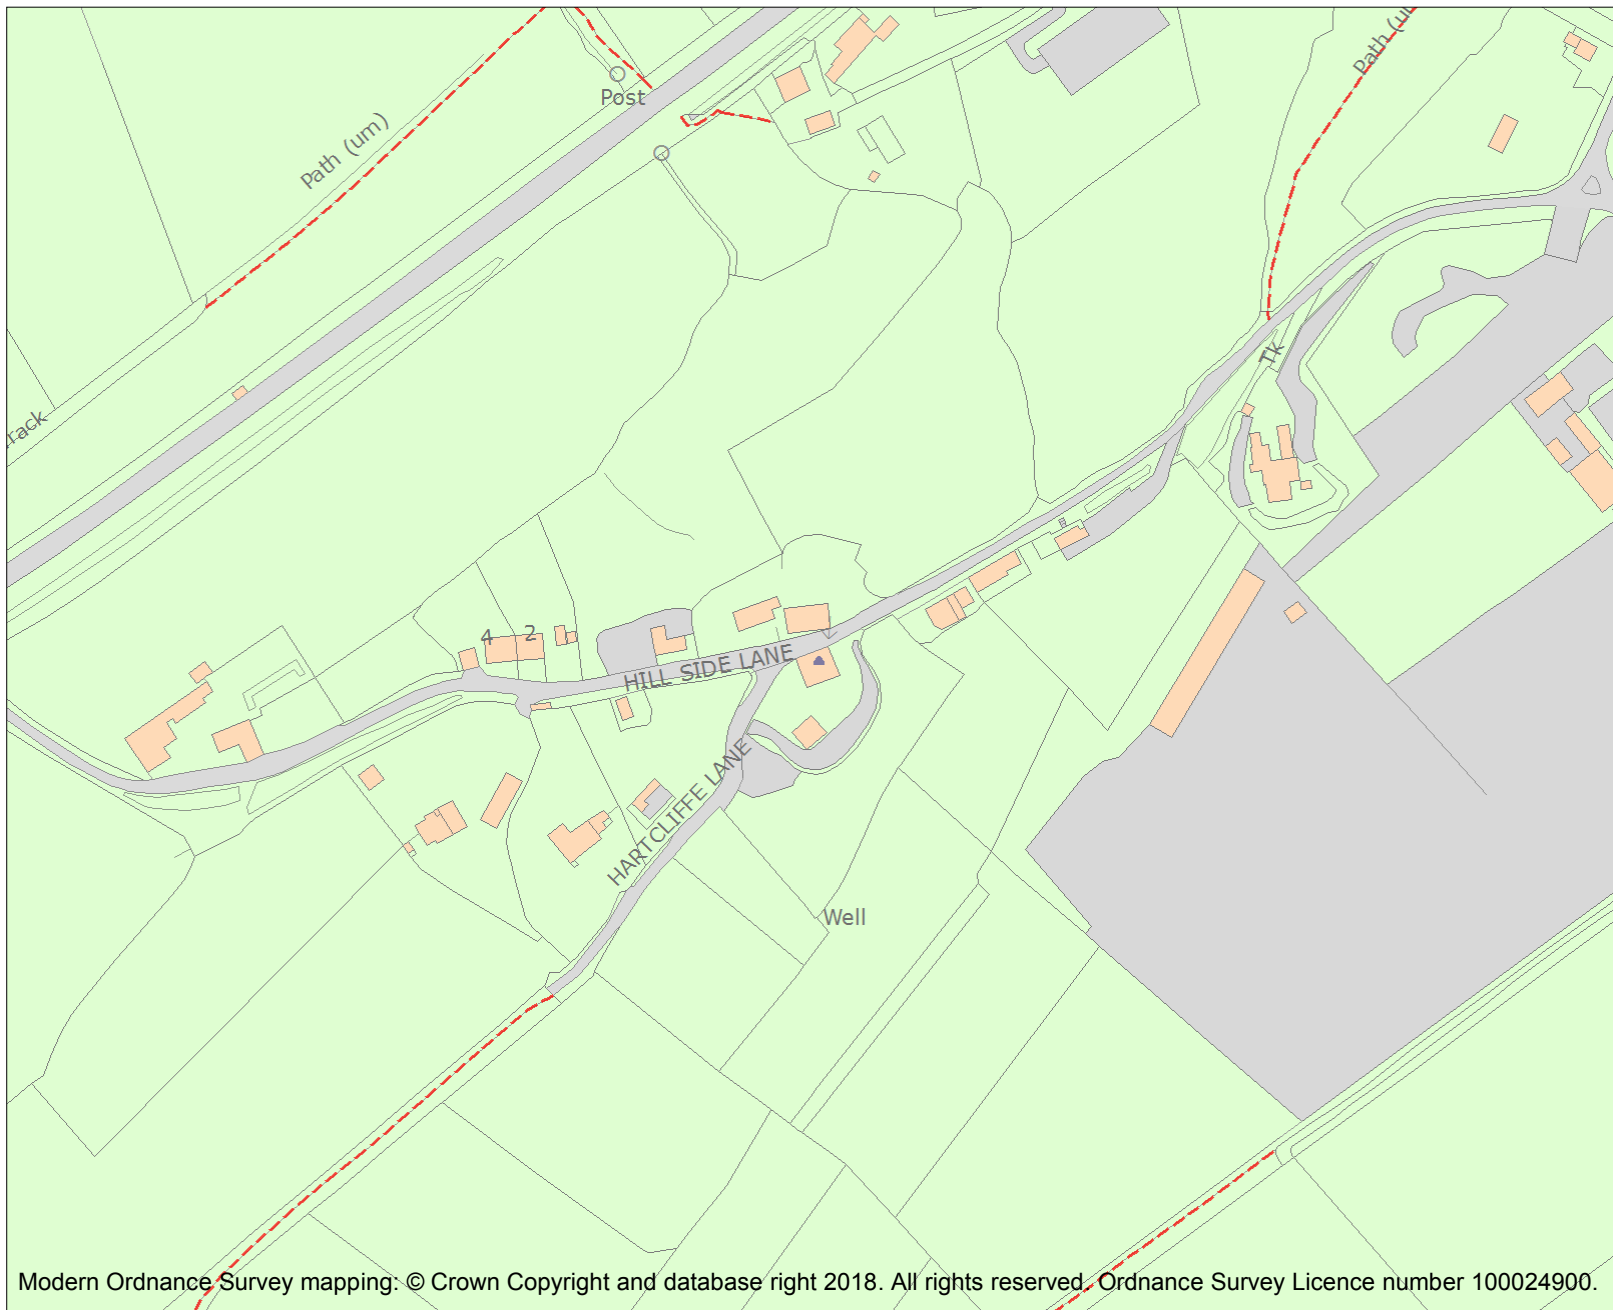 Path (um)
Post
Path (u
Tk
rack
4 2
HILL SIDE LANE
HARTCLIFFE LANE
Well
Modern Ordnance Survey mapping: © Crown Copyright and database right 2018. All rights reserved. Ordnance Survey Licence number 100024900.